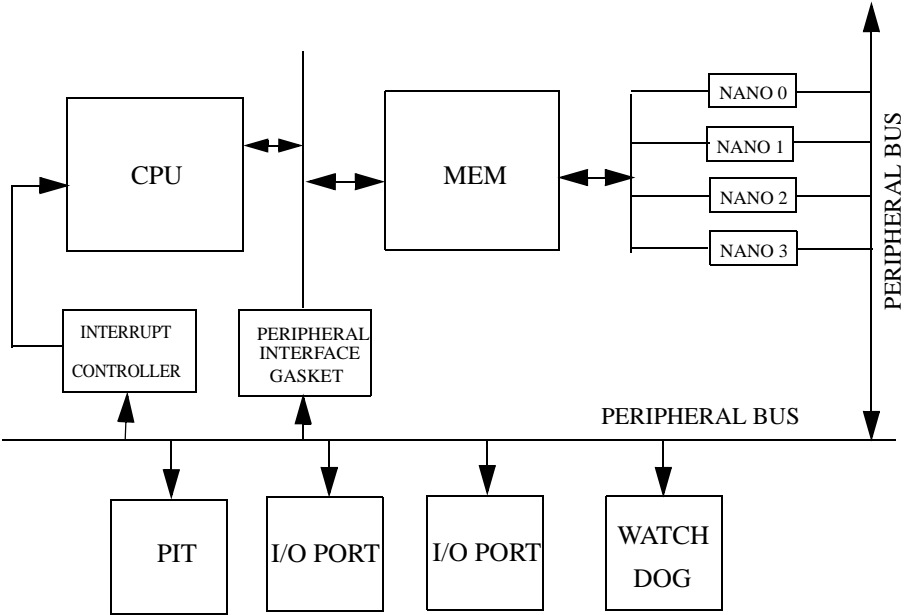 NANO 0
NANO 1
NANO 2
NANO 3
CPU
MEM
PERIPHERAL BUS
INTERRUPT
CONTROLLER
PERIPHERAL
INTERFACE
GASKET
PERIPHERAL BUS
PIT
I/O PORT
I/O PORT
WATCH
DOG